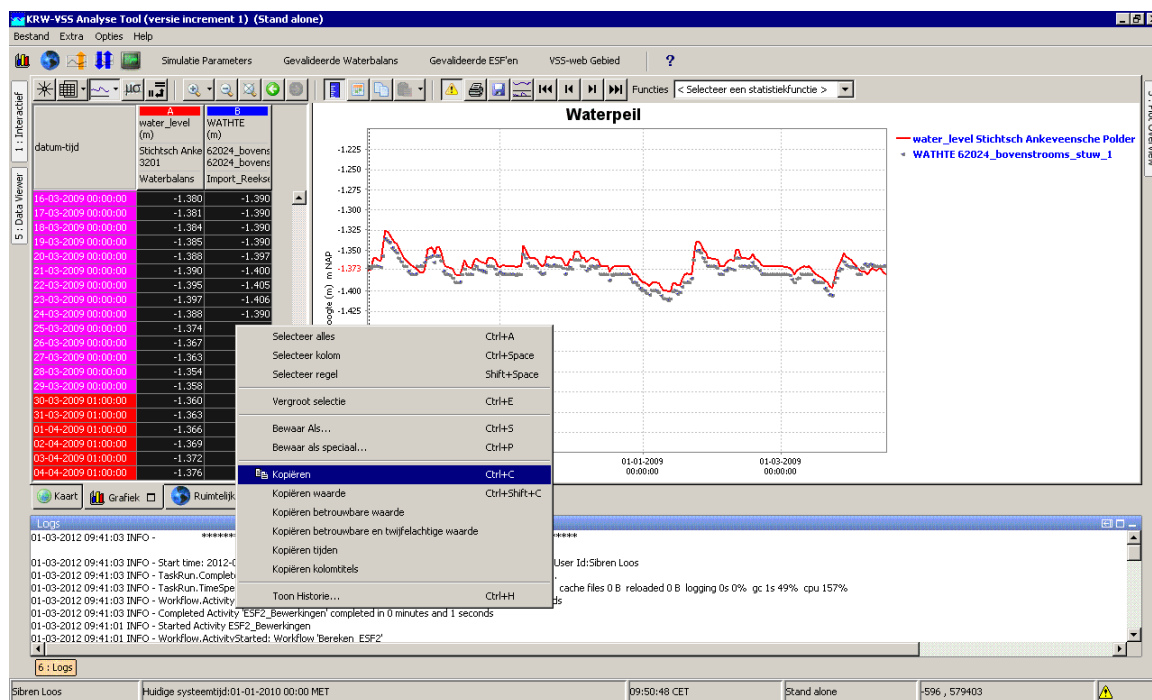 KRW-VSS Analyse Tool (versie increment 1) (Stand alone)
Bestand Extra Opties Help
Simulatie Parameters Gevalideerde Waterbalans Gevalideerde ESF'en VSS-web Gebied ?
Functies < Selecteer een statistiekfunctie >
1 : Interactief
5 : Data Viewer
datum-tijd
A B
water_level WATHTE
(m) (m)
Stichtsch Anke 62024_bovens
3201 62024_bovens
Waterbalans Import_Reekse
16-03-2009 00:00:00 -1.380 -1.390
17-03-2009 00:00:00 -1.381 -1.390
18-03-2009 00:00:00 -1.384 -1.390
19-03-2009 00:00:00 -1.385 -1.390
20-03-2009 00:00:00 -1.388 -1.397
21-03-2009 00:00:00 -1.390 -1.400
22-03-2009 00:00:00 -1.395 -1.405
23-03-2009 00:00:00 -1.397 -1.406
24-03-2009 00:00:00 -1.388 -1.390
25-03-2009 00:00:00 -1.374
26-03-2009 00:00:00 -1.367
27-03-2009 00:00:00 -1.363
28-03-2009 00:00:00 -1.354
29-03-2009 00:00:00 -1.358
30-03-2009 01:00:00 -1.360
31-03-2009 01:00:00 -1.363
01-04-2009 01:00:00 -1.366
02-04-2009 01:00:00 -1.369
03-04-2009 01:00:00 -1.372
04-04-2009 01:00:00 -1.376
Waterpeil
-1.225
-1.250
-1.275
-1.300
-1.325
-1.350
-1.373
-1.400
-1.425
(m) m NAP
01-01-2009 01-03-2009
00:00:00 00:00:00
water_level Stichtsch Ankeveensche Polder
WATHTE 62024_bovenstrooms_stuw_1
Selecteer alles Ctrl+A
Selecteer kolom Ctrl+Space
Selecteer regel Shift+Space
Vergroot selectie Ctrl+E
Bewaar Als... Ctrl+S
Bewaar als speciaal... Ctrl+P
Kopiëren Ctrl+C
Kopiëren waarde Ctrl+Shift+C
Kopiëren betrouwbare waarde
Kopiëren betrouwbare en twijfelachtige waarde
Kopiëren tijden
Kopiëren kolomtitels
Toon Historie... Ctrl+H
Kaart Grafiek Ruimtelijk
Logs
01-03-2012 09:41:03 INFO -
01-03-2012 09:41:03 INFO - Start time: 2012-0 User Id:Sibren Loos
01-03-2012 09:41:03 INFO - TaskRun.Complet
01-03-2012 09:41:03 INFO - TaskRun.TimeSpe cache files 0 B reloaded 0 B logging 0s 0% gc 1s 49% cpu 157%
01-03-2012 09:41:03 INFO - Workflow.Activity ds
01-03-2012 09:41:03 INFO - Completed Activity 'ESF2_Bewerkingen' completed in 0 minutes and 1 seconds
01-03-2012 09:41:01 INFO - Started Activity ESF2_Bewerkingen
01-03-2012 09:41:01 INFO - Workflow.ActivityStarted: Workflow 'Bereken_ESF2'
6 : Logs
Sibren Loos Huidige systeemtijd:01-01-2010 00:00 MET 09:50:48 CET Stand alone -596 , 579403